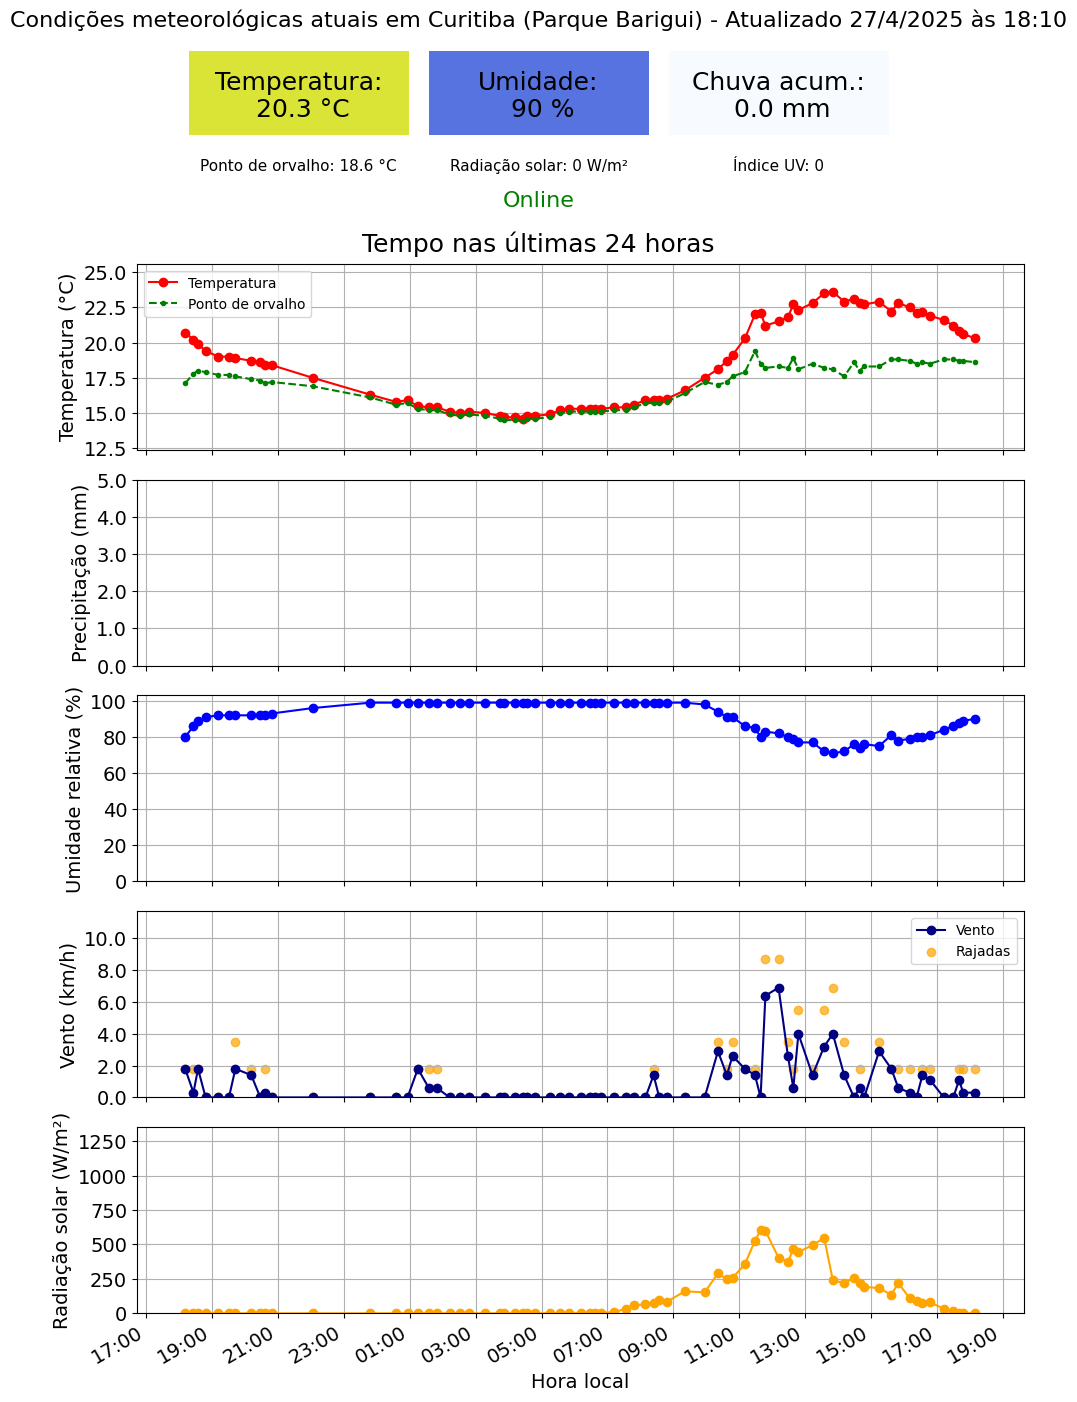 Condições meteorológicas atuais em Curitiba (Parque Barigui) - Atualizado 27/4/2025 às 18:10
Temperatura:
20.3 °C
Umidade:
90 %
Chuva acum.:
0.0 mm
Ponto de orvalho: 18.6 °C
Radiação solar: 0 W/m²
Índice UV: 0
Online
Tempo nas últimas 24 horas
Temperatura (°C)
25.0
22.5
20.0
17.5
15.0
12.5
Temperatura
Ponto de orvalho
Precipitação (mm)
5.0
4.0
3.0
2.0
1.0
0.0
Umidade relativa (%)
100
80
60
40
20
0
Vento (km/h)
10.0
8.0
6.0
4.0
2.0
0.0
Vento
Rajadas
Radiação solar (W/m²)
1250
1000
750
500
250
0
17:00
19:00
21:00
23:00
01:00
03:00
05:00
07:00
09:00
11:00
13:00
15:00
17:00
19:00
Hora local